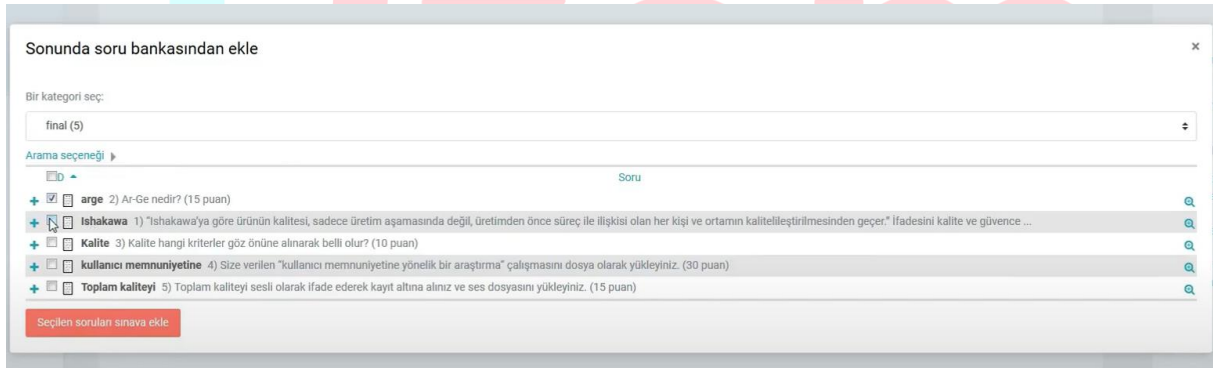 Sonunda soru bankasından ekle
×
Bir kategori seç:
final (5)
Arama seçeneği
D
Soru
arge 2) Ar-Ge nedir? (15 puan)
Ishakawa 1) "Ishakawa'ya göre ürünün kalitesi, sadece üretim aşamasında değil, üretimden önce süreç ile ilişkisi olan her kişi ve ortamın kalitelileştirilmesinden geçer." İfadesini kalite ve güvence ...
Kalite 3) Kalite hangi kriterler göz önüne alınarak belli olur? (10 puan)
kullanıcı memnuniyetine 4) Size verilen "kullanıcı memnuniyetine yönelik bir araştırma" çalışmasını dosya olarak yükleyiniz. (30 puan)
Toplam kaliteyi 5) Toplam kaliteyi sesli olarak ifade ederek kayıt altına alınız ve ses dosyasını yükleyiniz. (15 puan)
Seçilen soruları sınava ekle